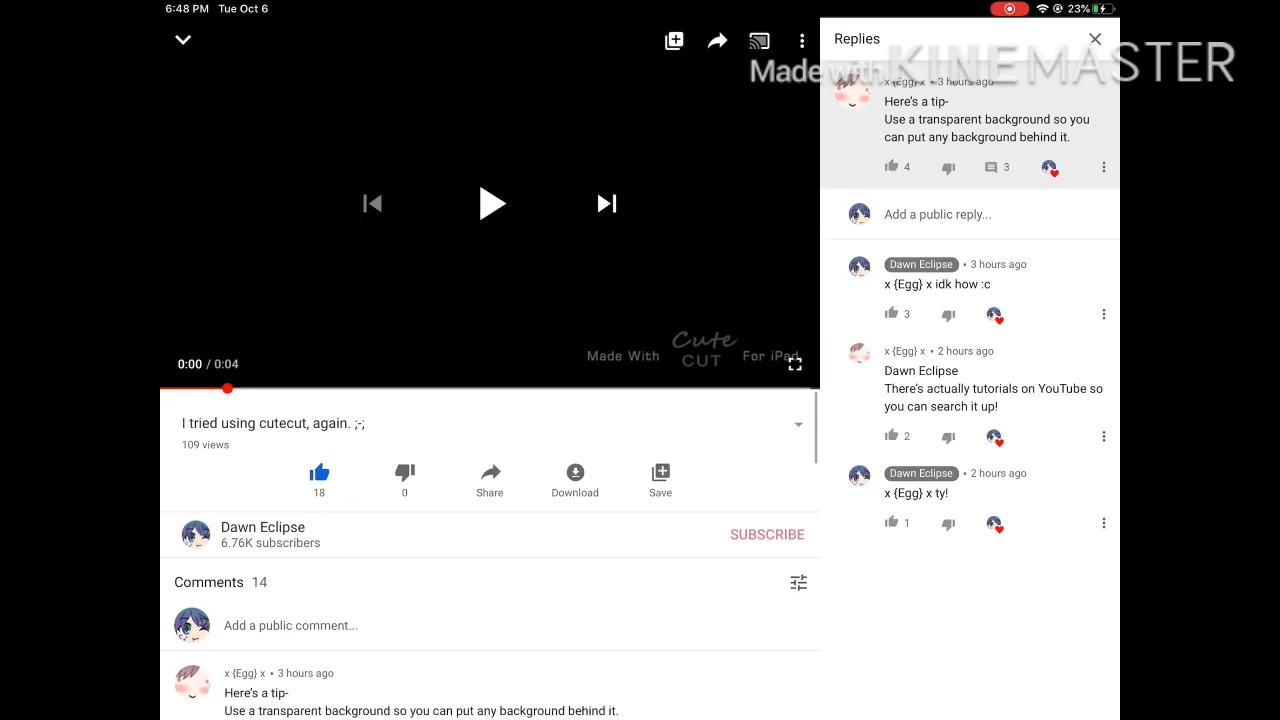 6:48 PM Tue Oct 6
23%
Made with KINEMASTER
Made With Cute CUT For iPad
0:00 / 0:04
I tried using cutecut, again. ;-;
109 views
18
0
Share
Download
Save
Dawn Eclipse
6.76K subscribers
SUBSCRIBE
Comments 14
Add a public comment...
x {Egg} x • 3 hours ago
Here's a tip-
Use a transparent background so you can put any background behind it.
Replies
x {Egg} x • 3 hours ago
Here's a tip-
Use a transparent background so you
can put any background behind it.
4
3
Add a public reply...
Dawn Eclipse • 3 hours ago
x {Egg} x idk how :c
3
x {Egg} x • 2 hours ago
Dawn Eclipse
There's actually tutorials on YouTube so
you can search it up!
2
Dawn Eclipse • 2 hours ago
x {Egg} x ty!
1